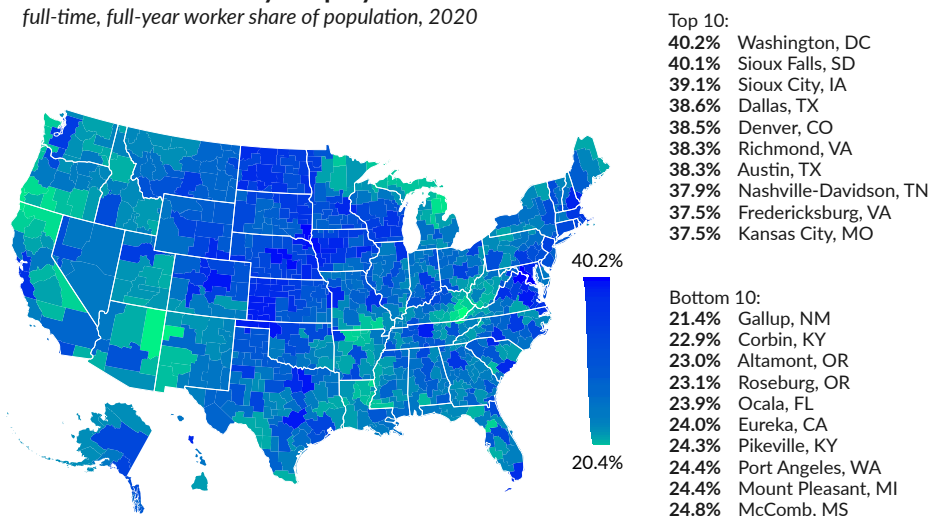 full-time, full-year worker share of population, 2020
Top 10:
40.2% Washington, DC
40.1% Sioux Falls, SD
39.1% Sioux City, IA
38.6% Dallas, TX
38.5% Denver, CO
38.3% Richmond, VA
38.3% Austin, TX
37.9% Nashville-Davidson, TN
37.5% Fredericksburg, VA
37.5% Kansas City, MO
40.2%
20.4%
Bottom 10:
21.4% Gallup, NM
22.9% Corbin, KY
23.0% Altamont, OR
23.1% Roseburg, OR
23.9% Ocala, FL
24.0% Eureka, CA
24.3% Pikeville, KY
24.4% Port Angeles, WA
24.4% Mount Pleasant, MI
24.8% McComb, MS